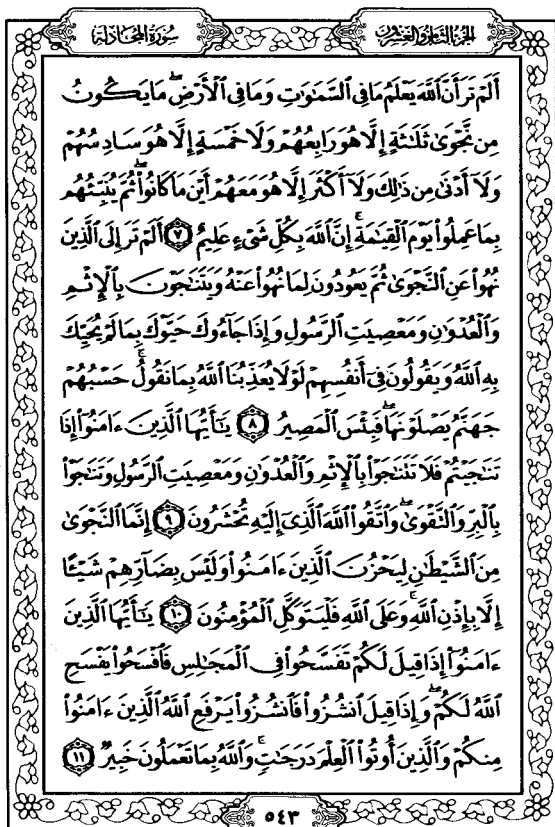 الجزء الثامن والعشرون
سورة المجادلة
أَلَمْ تَرَ أَنَّ ٱللَّهَ يَعْلَمُ مَا فِى ٱلسَّمَٰوَٰتِ وَمَا فِى ٱلْأَرْضِ ۖ مَا يَكُونُ
مِن نَّجْوَىٰ ثَلَٰثَةٍ إِلَّا هُوَ رَابِعُهُمْ وَلَا خَمْسَةٍ إِلَّا هُوَ سَادِسُهُمْ
وَلَآ أَدْنَىٰ مِن ذَٰلِكَ وَلَآ أَكْثَرَ إِلَّا هُوَ مَعَهُمْ أَيْنَ مَا كَانُوا۟ ۖ ثُمَّ يُنَبِّئُهُم
بِمَا عَمِلُوا۟ يَوْمَ ٱلْقِيَٰمَةِ ۚ إِنَّ ٱللَّهَ بِكُلِّ شَىْءٍ عَلِيمٌ ٧ أَلَمْ تَرَ إِلَى ٱلَّذِينَ
نُهُوا۟ عَنِ ٱلنَّجْوَىٰ ثُمَّ يَعُودُونَ لِمَا نُهُوا۟ عَنْهُ وَيَتَنَٰجَوْنَ بِٱلْإِثْمِ
وَٱلْعُدْوَٰنِ وَمَعْصِيَتِ ٱلرَّسُولِ وَإِذَا جَآءُوكَ حَيَّوْكَ بِمَا لَمْ يُحَيِّكَ
بِهِ ٱللَّهُ وَيَقُولُونَ فِىٓ أَنفُسِهِمْ لَوْلَا يُعَذِّبُنَا ٱللَّهُ بِمَا نَقُولُ ۚ حَسْبُهُمْ
جَهَنَّمُ يَصْلَوْنَهَا ۖ فَبِئْسَ ٱلْمَصِيرُ ٨ يَٰٓأَيُّهَا ٱلَّذِينَ ءَامَنُوٓا۟ إِذَا
تَنَٰجَيْتُمْ فَلَا تَتَنَٰجَوْا۟ بِٱلْإِثْمِ وَٱلْعُدْوَٰنِ وَمَعْصِيَتِ ٱلرَّسُولِ وَتَنَٰجَوْا۟
بِٱلْبِرِّ وَٱلتَّقْوَىٰ ۖ وَٱتَّقُوا۟ ٱللَّهَ ٱلَّذِىٓ إِلَيْهِ تُحْشَرُونَ ٩ إِنَّمَا ٱلنَّجْوَىٰ
مِنَ ٱلشَّيْطَٰنِ لِيَحْزُنَ ٱلَّذِينَ ءَامَنُوا۟ وَلَيْسَ بِضَآرِّهِمْ شَيْـًٔا
إِلَّا بِإِذْنِ ٱللَّهِ ۚ وَعَلَى ٱللَّهِ فَلْيَتَوَكَّلِ ٱلْمُؤْمِنُونَ ١٠ يَٰٓأَيُّهَا ٱلَّذِينَ
ءَامَنُوٓا۟ إِذَا قِيلَ لَكُمْ تَفَسَّحُوا۟ فِى ٱلْمَجَٰلِسِ فَٱفْسَحُوا۟ يَفْسَحِ
ٱللَّهُ لَكُمْ ۖ وَإِذَا قِيلَ ٱنشُزُوا۟ فَٱنشُزُوا۟ يَرْفَعِ ٱللَّهُ ٱلَّذِينَ ءَامَنُوا۟
مِنكُمْ وَٱلَّذِينَ أُوتُوا۟ ٱلْعِلْمَ دَرَجَٰتٍ ۚ وَٱللَّهُ بِمَا تَعْمَلُونَ خَبِيرٌ ١١
٥٤٣